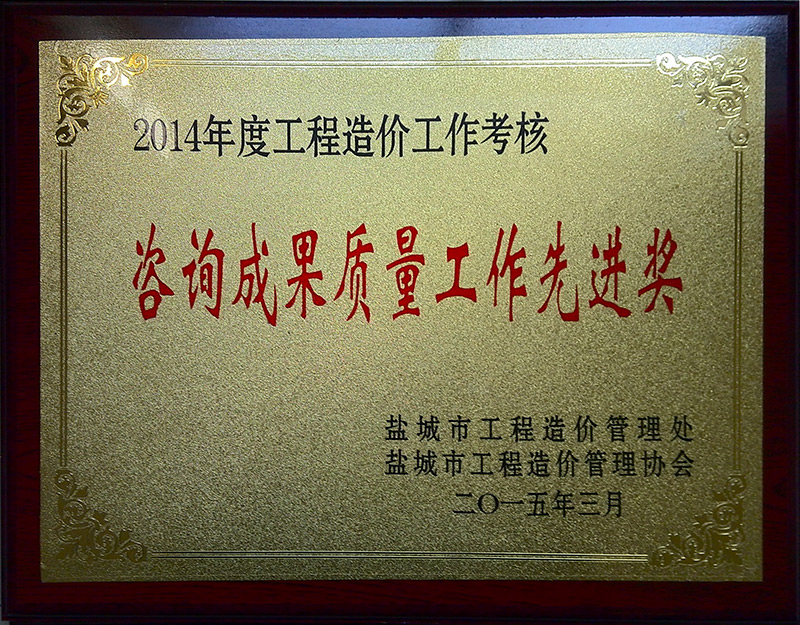 2014年度工程造价工作考核
咨询成果质量工作先进奖
盐城市工程造价管理处
盐城市工程造价管理协会
二〇一五年三月